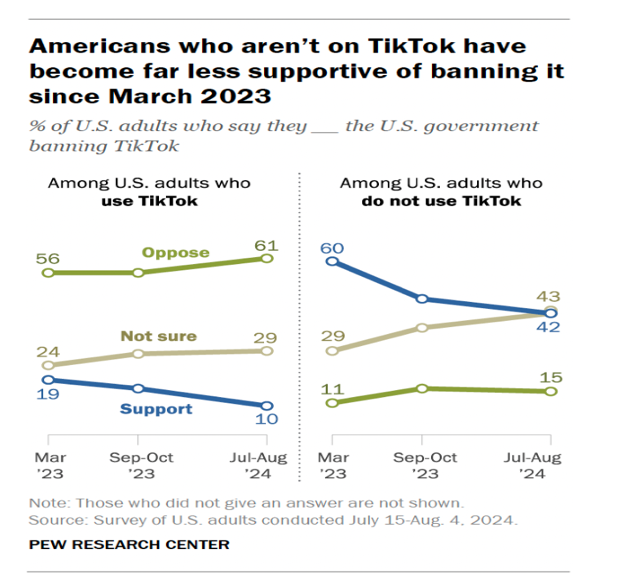 Americans who aren't on TikTok have
become far less supportive of banning it
since March 2023
% of U.S. adults who say they __ the U.S. government
banning TikTok
Among U.S. adults who
use TikTok
56
Oppose
61
24
Not sure
29
19
Support
10
Mar
'23
Sep-Oct
'23
Jul-Aug
'24
Among U.S. adults who
do not use TikTok
60
43
42
29
11
15
Mar
'23
Sep-Oct
'23
Jul-Aug
'24
Note: Those who did not give an answer are not shown.
Source: Survey of U.S. adults conducted July 15-Aug. 4, 2024.
PEW RESEARCH CENTER